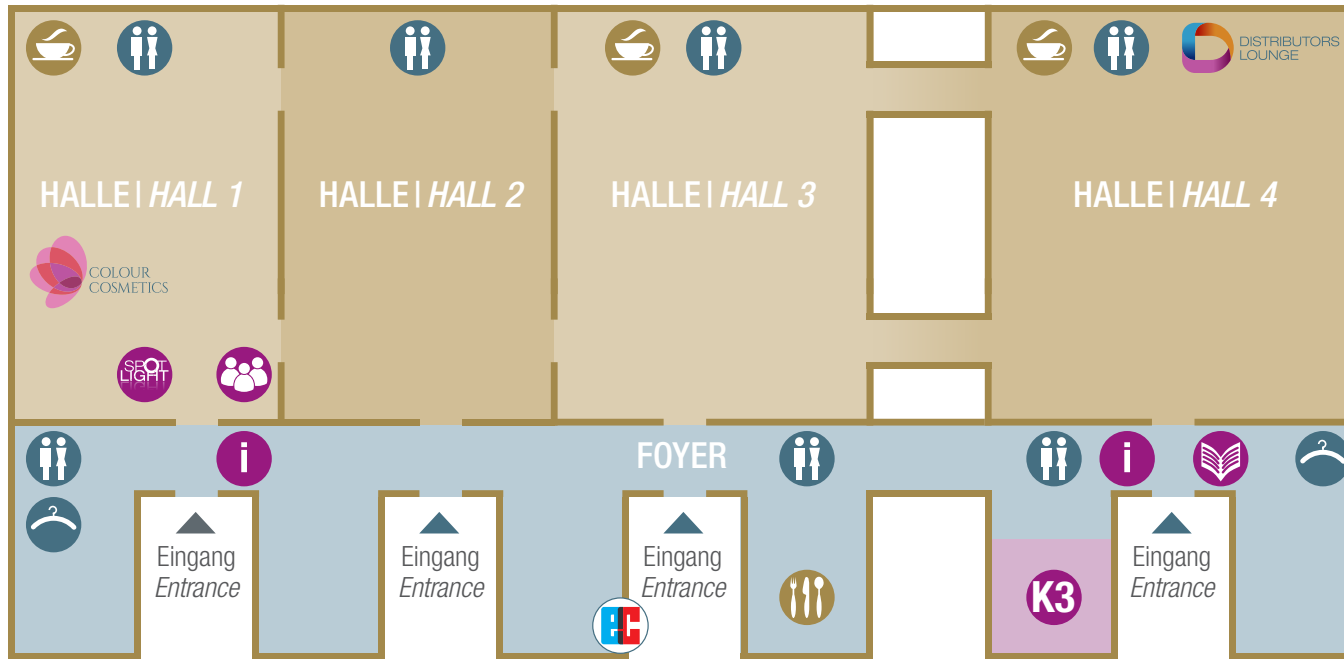 DISTRIBUTORS
LOUNGE
HALLE | HALL 1
HALLE | HALL 2
HALLE | HALL 3
HALLE | HALL 4
COLOUR
COSMETICS
SPOT
LIGHT
i
FOYER
i
Eingang
Entrance
Eingang
Entrance
Eingang
Entrance
Eingang
Entrance
K3
eC